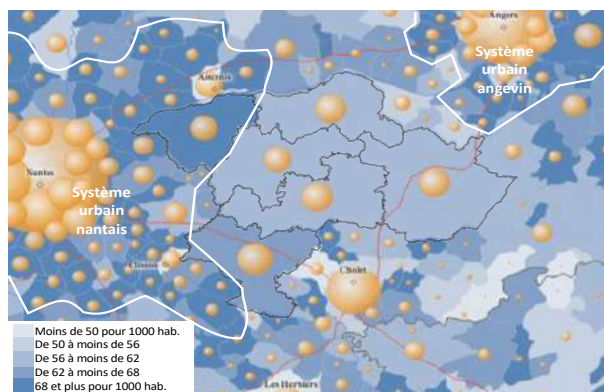 Angers
Système
urbain
angevin
Ancenis
Nantes
Système
urbain
nantais
Clisson
Cholet
Les Herbiers
Moins de 50 pour 1000 hab.
De 50 à moins de 56
De 56 à moins de 62
De 62 à moins de 68
68 et plus pour 1000 hab.